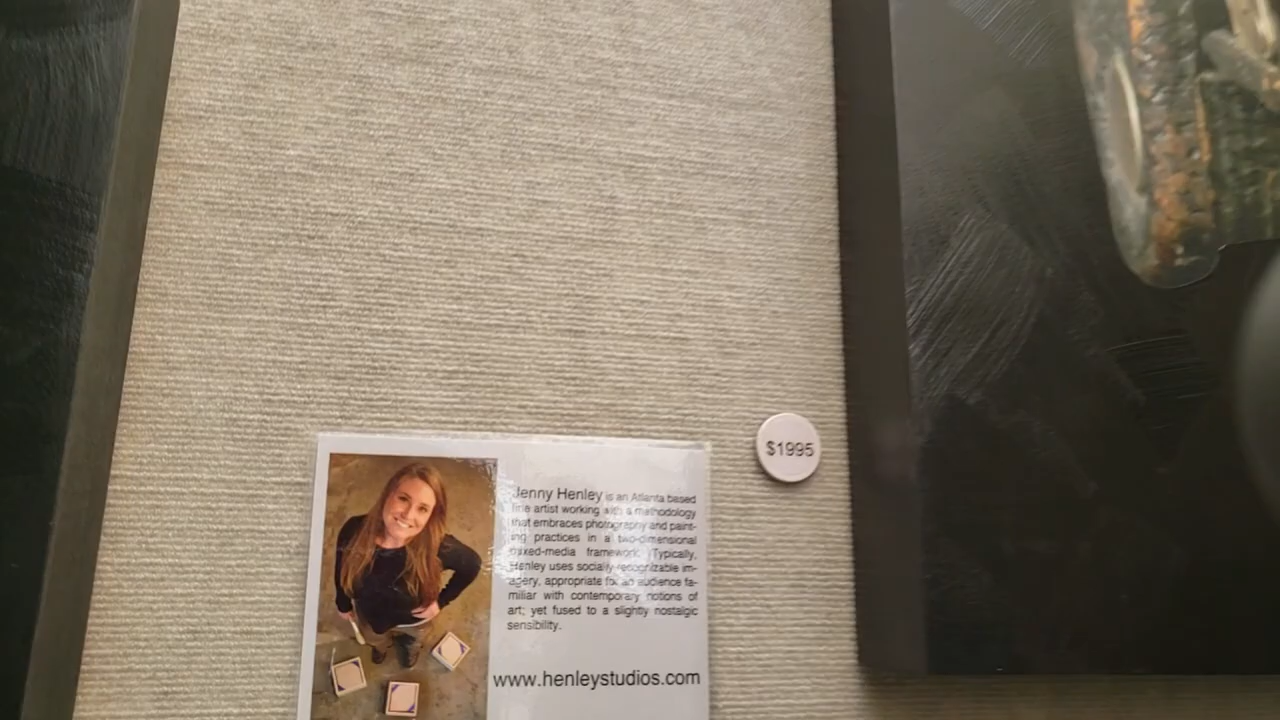 $1995
Jenny Henley is an Atlanta based
fine artist working with a methodology
that embraces photography and paint-
ing practices in a two-dimensional
mixed-media framework. Typically,
Henley uses socially recognizable im-
agery, appropriate for an audience fa-
miliar with contemporary notions of
art; yet fused to a slightly nostalgic
sensibility.
www.henleystudios.com